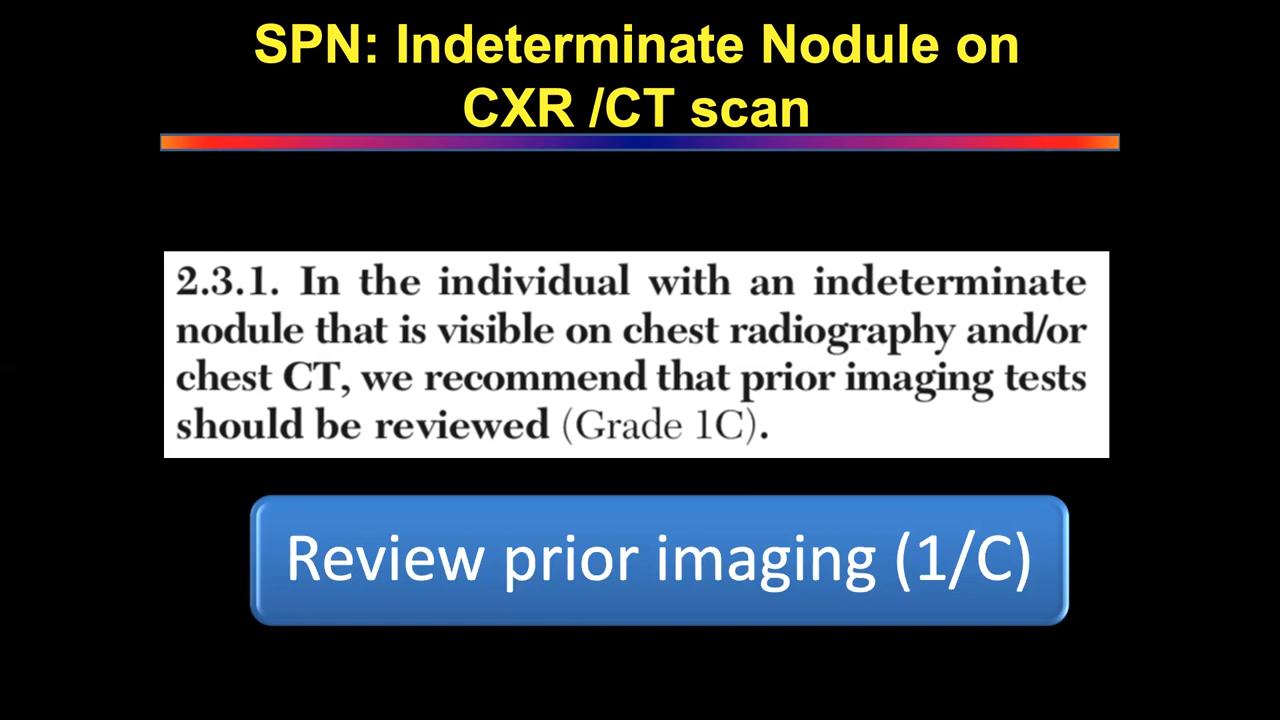 SPN: Indeterminate Nodule on
CXR /CT scan
2.3.1. In the individual with an indeterminate
nodule that is visible on chest radiography and/or
chest CT, we recommend that prior imaging tests
should be reviewed (Grade 1C).
Review prior imaging (1/C)